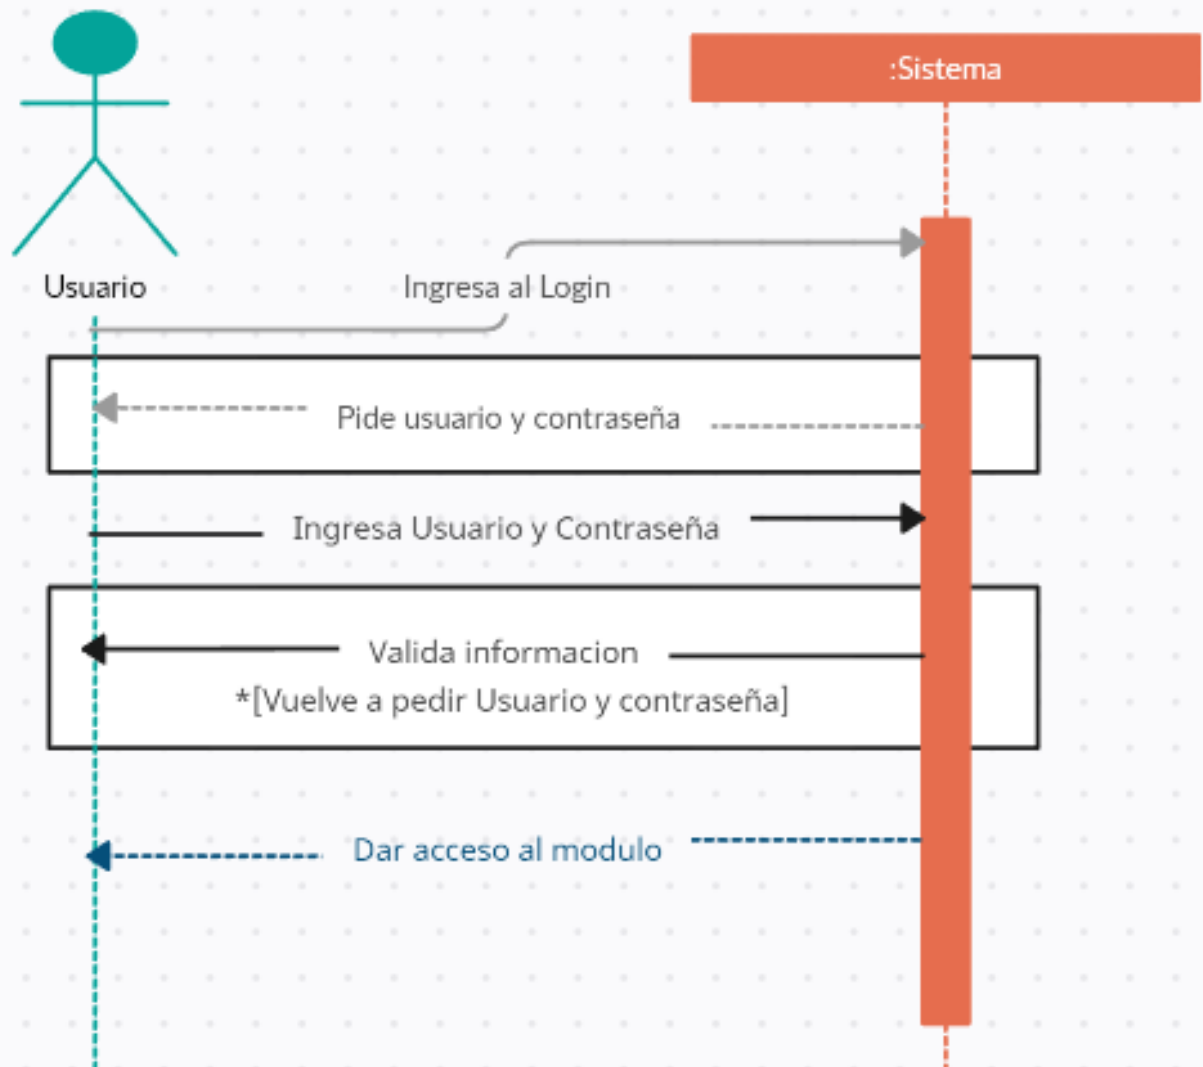 :Sistema
Usuario
Ingresa al Login
Pide usuario y contraseña
Ingresa Usuario y Contraseña
Valida informacion
*[Vuelve a pedir Usuario y contraseña]
Dar acceso al modulo